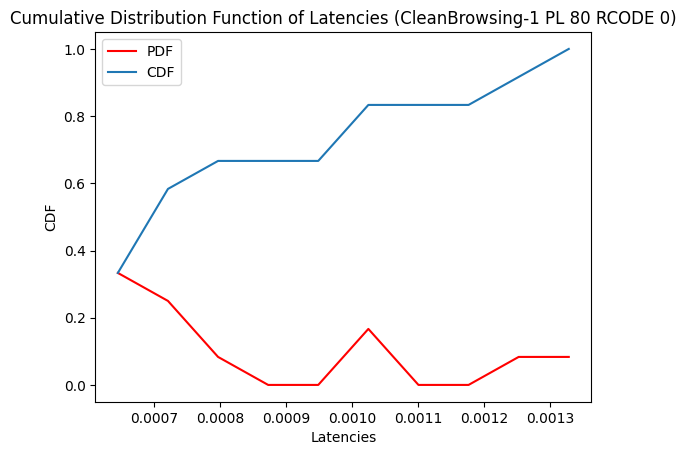 Cumulative Distribution Function of Latencies (CleanBrowsing-1 PL 80 RCODE 0)
PDF
CDF
1.0
0.8
0.6
0.4
0.2
0.0
CDF
0.0007 0.0008 0.0009 0.0010 0.0011 0.0012 0.0013
Latencies